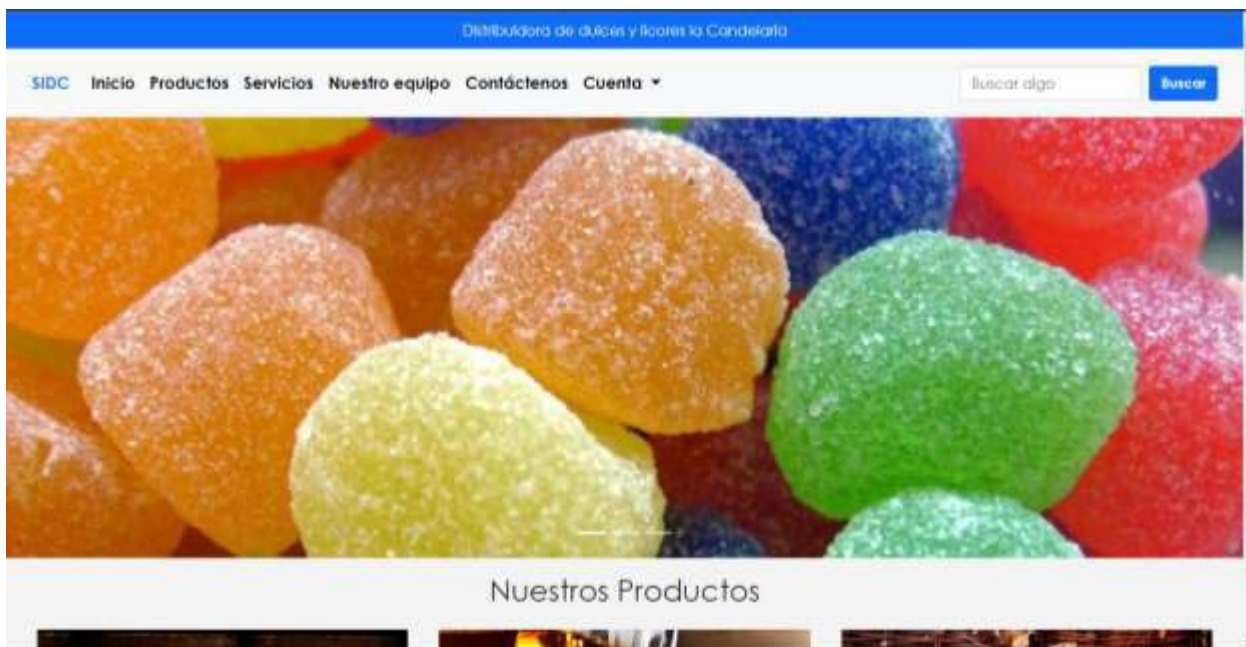 Distribuidora de dulces y licores la Candelaria
SIDC Inicio Productos Servicios Nuestro equipo Contáctenos Cuenta Buscar algo Buscar
Nuestros Productos